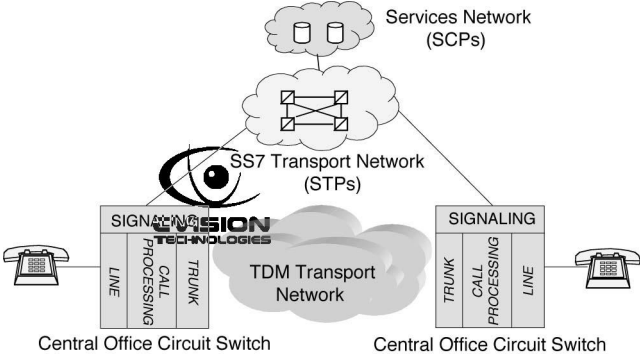 Services Network
(SCPs)
SS7 Transport Network
(STPs)
SIGNALING
EVISION
TECHNOLOGIES
SIGNALING
LINE
CALL
PROCESSING
TRUNK
TDM Transport
Network
TRUNK
CALL
PROCESSING
LINE
Central Office Circuit Switch
Central Office Circuit Switch